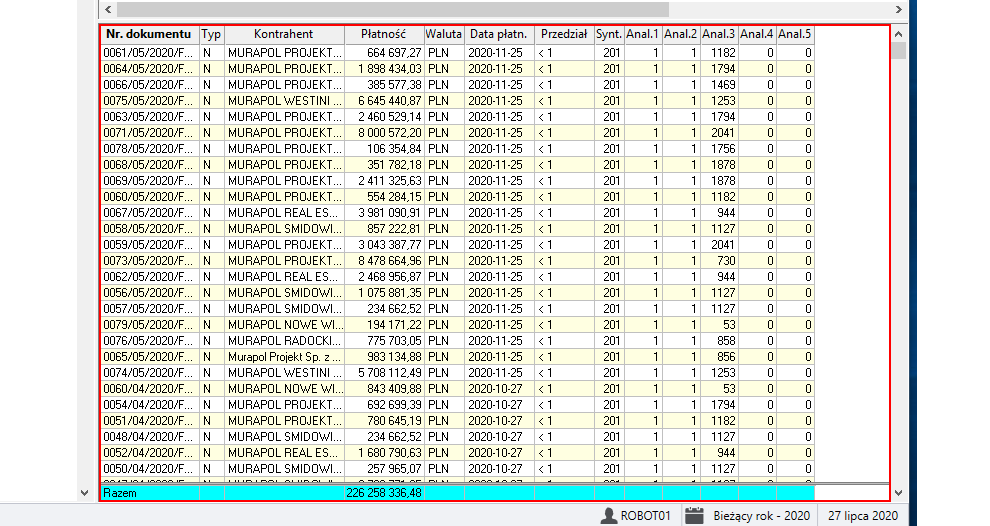 Nr. dokumentu Typ Kontrahent Płatność Waluta Data płatn. Przedział Synt. Anal.1 Anal.2 Anal.3 Anal.4 Anal.5
0061/05/2020/F... N MURAPOL PROJEKT... 664 697,27 PLN 2020-11-25 < 1 201 1 1 1182 0 0
0064/05/2020/F... N MURAPOL PROJEKT... 1 898 434,03 PLN 2020-11-25 < 1 201 1 1 1794 0 0
0066/05/2020/F... N MURAPOL PROJEKT... 385 577,38 PLN 2020-11-25 < 1 201 1 1 1469 0 0
0075/05/2020/F... N MURAPOL WESTINI ... 6 645 440,87 PLN 2020-11-25 < 1 201 1 1 1253 0 0
0063/05/2020/F... N MURAPOL PROJEKT... 2 460 529,14 PLN 2020-11-25 < 1 201 1 1 1794 0 0
0071/05/2020/F... N MURAPOL PROJEKT... 8 000 572,20 PLN 2020-11-25 < 1 201 1 1 2041 0 0
0078/05/2020/F... N MURAPOL PROJEKT... 106 354,84 PLN 2020-11-25 < 1 201 1 1 1756 0 0
0068/05/2020/F... N MURAPOL PROJEKT... 351 782,18 PLN 2020-11-25 < 1 201 1 1 1878 0 0
0069/05/2020/F... N MURAPOL PROJEKT... 2 411 325,63 PLN 2020-11-25 < 1 201 1 1 1878 0 0
0060/05/2020/F... N MURAPOL PROJEKT... 554 284,15 PLN 2020-11-25 < 1 201 1 1 1182 0 0
0067/05/2020/F... N MURAPOL REAL ES... 3 981 090,91 PLN 2020-11-25 < 1 201 1 1 944 0 0
0058/05/2020/F... N MURAPOL SMIDOWI... 857 222,81 PLN 2020-11-25 < 1 201 1 1 1127 0 0
0059/05/2020/F... N MURAPOL PROJEKT... 3 043 387,77 PLN 2020-11-25 < 1 201 1 1 2041 0 0
0073/05/2020/F... N MURAPOL PROJEKT... 8 478 664,96 PLN 2020-11-25 < 1 201 1 1 730 0 0
0062/05/2020/F... N MURAPOL REAL ES... 2 468 956,87 PLN 2020-11-25 < 1 201 1 1 944 0 0
0056/05/2020/F... N MURAPOL SMIDOWI... 1 075 881,35 PLN 2020-11-25 < 1 201 1 1 1127 0 0
0057/05/2020/F... N MURAPOL SMIDOWI... 234 662,52 PLN 2020-11-25 < 1 201 1 1 1127 0 0
0079/05/2020/F... N MURAPOL NOWE WI... 194 171,22 PLN 2020-11-25 < 1 201 1 1 53 0 0
0076/05/2020/F... N MURAPOL RADOCKI... 775 703,05 PLN 2020-11-25 < 1 201 1 1 858 0 0
0065/05/2020/F... N Murapol Projekt Sp. z ... 983 134,88 PLN 2020-11-25 < 1 201 1 1 856 0 0
0074/05/2020/F... N MURAPOL WESTINI ... 5 708 112,49 PLN 2020-11-25 < 1 201 1 1 1253 0 0
0060/04/2020/F... N MURAPOL NOWE WI... 843 409,88 PLN 2020-10-27 < 1 201 1 1 53 0 0
0054/04/2020/F... N MURAPOL PROJEKT... 692 699,39 PLN 2020-10-27 < 1 201 1 1 1794 0 0
0051/04/2020/F... N MURAPOL PROJEKT... 780 645,19 PLN 2020-10-27 < 1 201 1 1 1182 0 0
0048/04/2020/F... N MURAPOL SMIDOWI... 234 662,52 PLN 2020-10-27 < 1 201 1 1 1127 0 0
0052/04/2020/F... N MURAPOL REAL ES... 1 680 790,63 PLN 2020-10-27 < 1 201 1 1 944 0 0
0050/04/2020/F... N MURAPOL SMIDOWI... 257 965,07 PLN 2020-10-27 < 1 201 1 1 1127 0 0
Razem 226 258 336,48
ROBOT01 Bieżący rok - 2020 27 lipca 2020